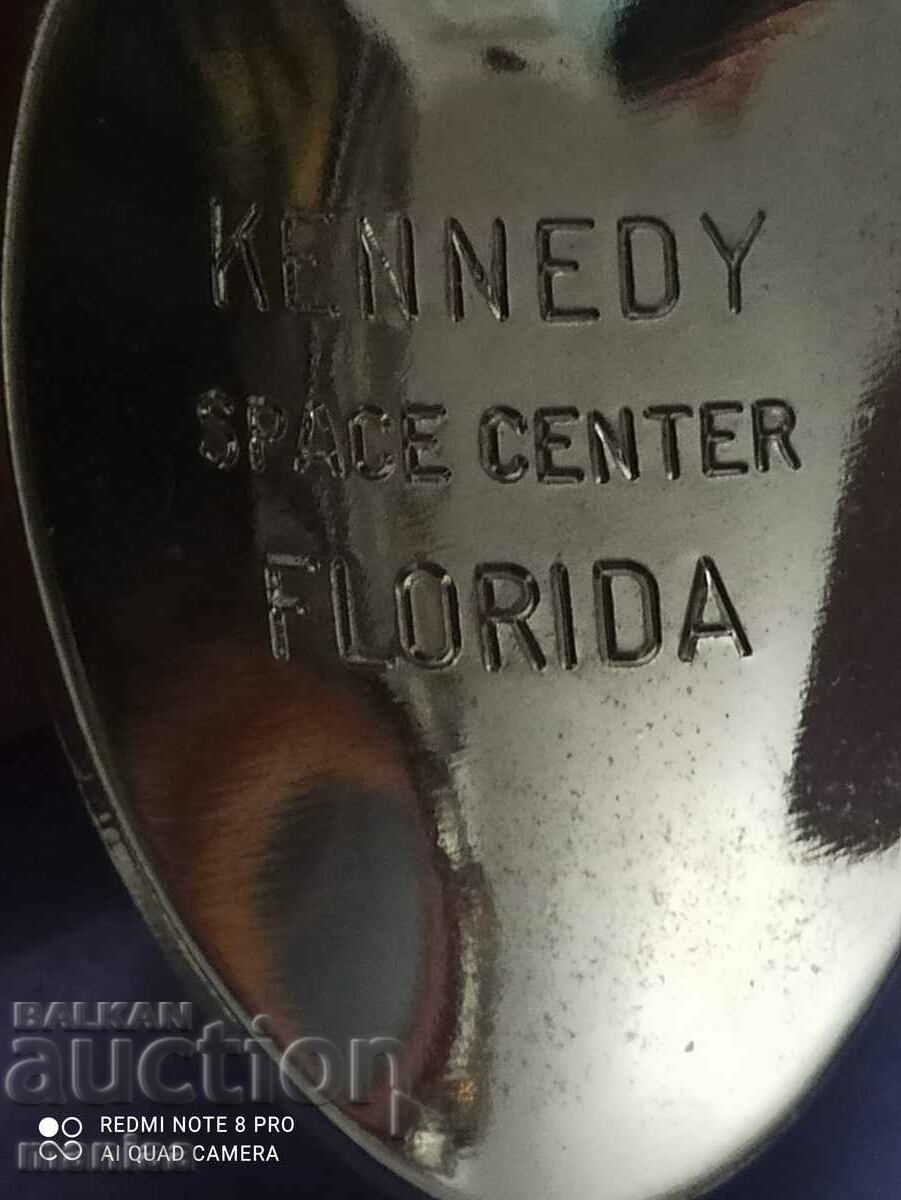 KENNEDY
SPACE CENTER
FLORIDA
BALKAN
auction
REDMI NOTE 8 PRO
AI QUAD CAMERA